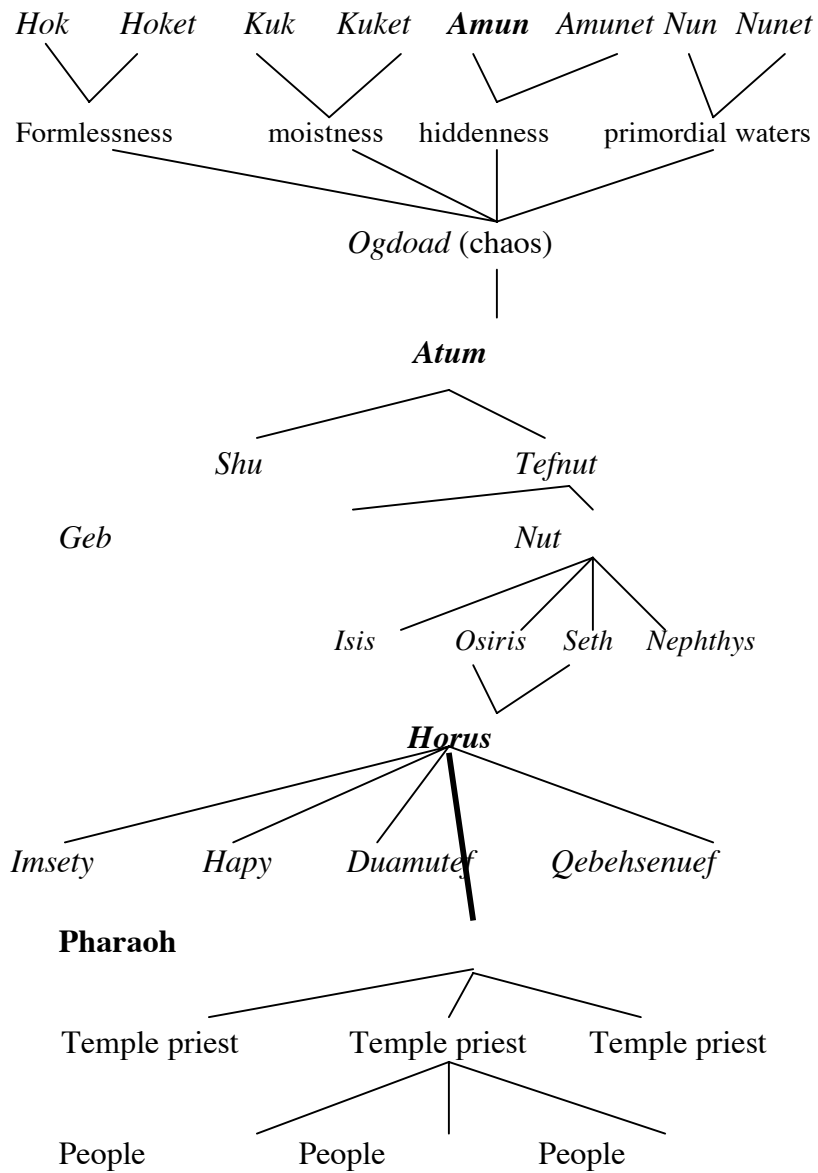 Hok Hoket Kuk Kuket Amun Amunet Nun Nunet
Formlessness moistness hiddenness primordial waters
Ogdoad (chaos)
Atum
Shu Tefnut
Geb Nut
Isis Osiris Seth Nephthys
Horus
Imsety Hapy Duamutef Qebehsenuef
Pharaoh
Temple priest Temple priest Temple priest
People People People